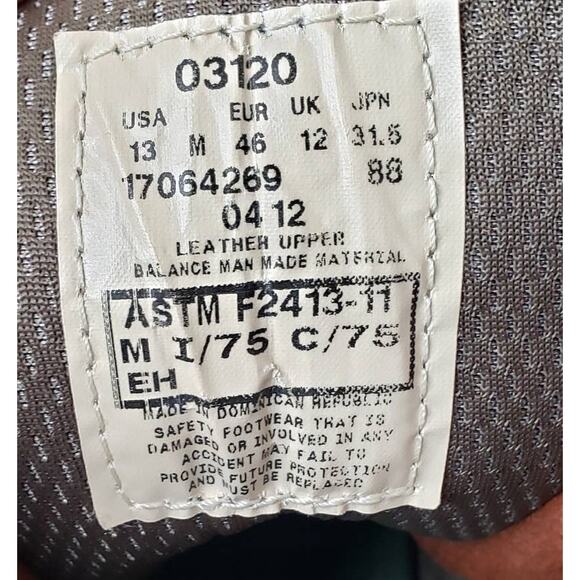 03120
USA EUR UK JPN
13 M 46 12 31.5
17064269 88
04 12
LEATHER UPPER
BALANCE MAN MADE MATERIAL
ASTM F2413-11
M I/75 C/75
EH
MADE IN DOMINICAN REPUBLIC
SAFETY FOOTWEAR THAT IS
DAMAGED OR INVOLVED IN ANY
ACCIDENT MAY FAIL TO
PROVIDE FUTURE PROTECTION
AND MUST BE REPLACED